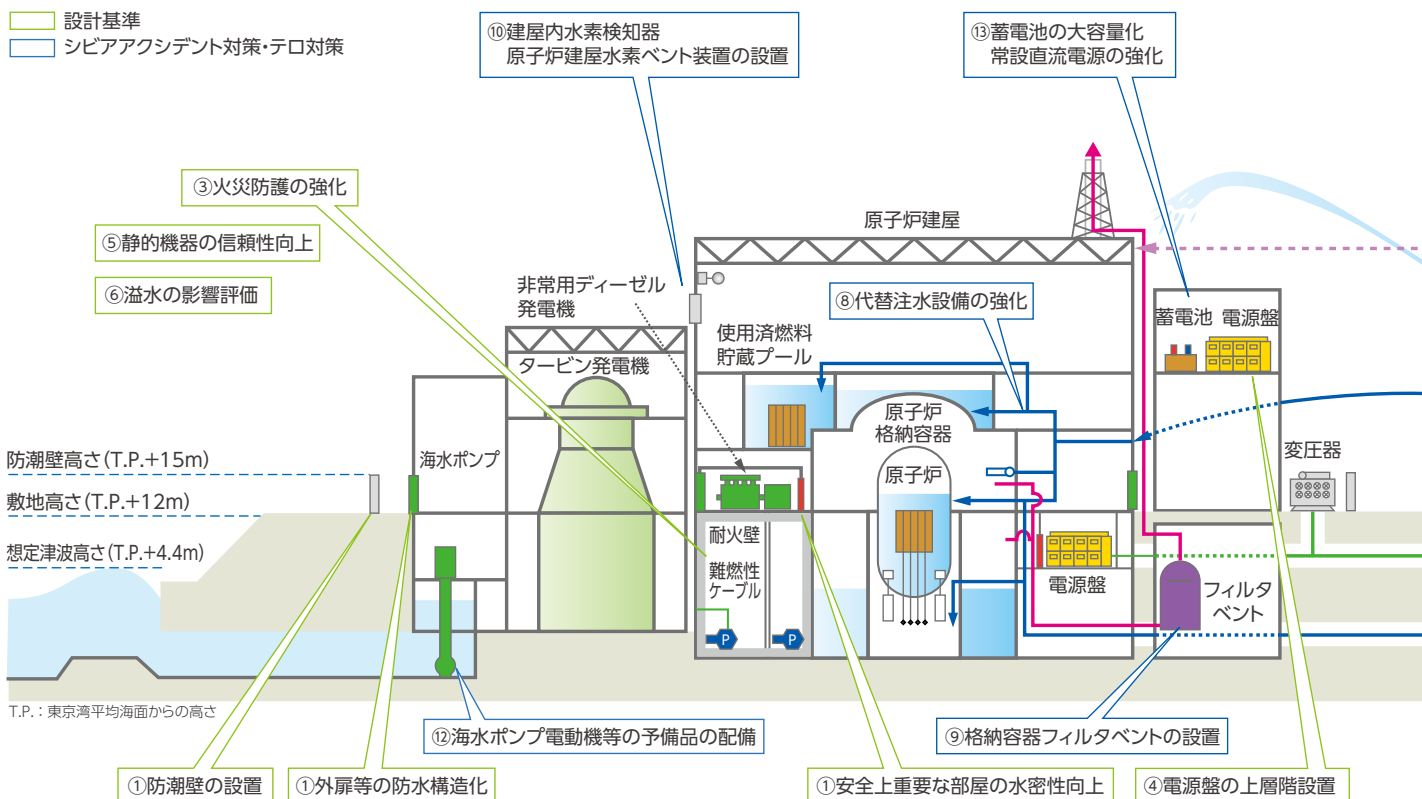 設計基準
シビアアクシデント対策・テロ対策
⑩建屋内水素検知器
原子炉建屋水素ベント装置の設置
⑬蓄電池の大容量化
常設直流電源の強化
③火災防護の強化
⑤静的機器の信頼性向上
⑥溢水の影響評価
原子炉建屋
非常用ディーゼル
発電機
⑧代替注水設備の強化
使用済燃料
貯蔵プール
蓄電池
電源盤
タービン発電機
原子炉
格納容器
原子炉
海水ポンプ
変圧器
防潮壁高さ(T.P.+15m)
敷地高さ(T.P.+12m)
想定津波高さ(T.P.+4.4m)
耐火壁
難燃性
ケーブル
P
P
電源盤
フィルタ
ベント
T.P.：東京湾平均海面からの高さ
⑫海水ポンプ電動機等の予備品の配備
⑨格納容器フィルタベントの設置
①防潮壁の設置
①外扉等の防水構造化
①安全上重要な部屋の水密性向上
④電源盤の上層階設置